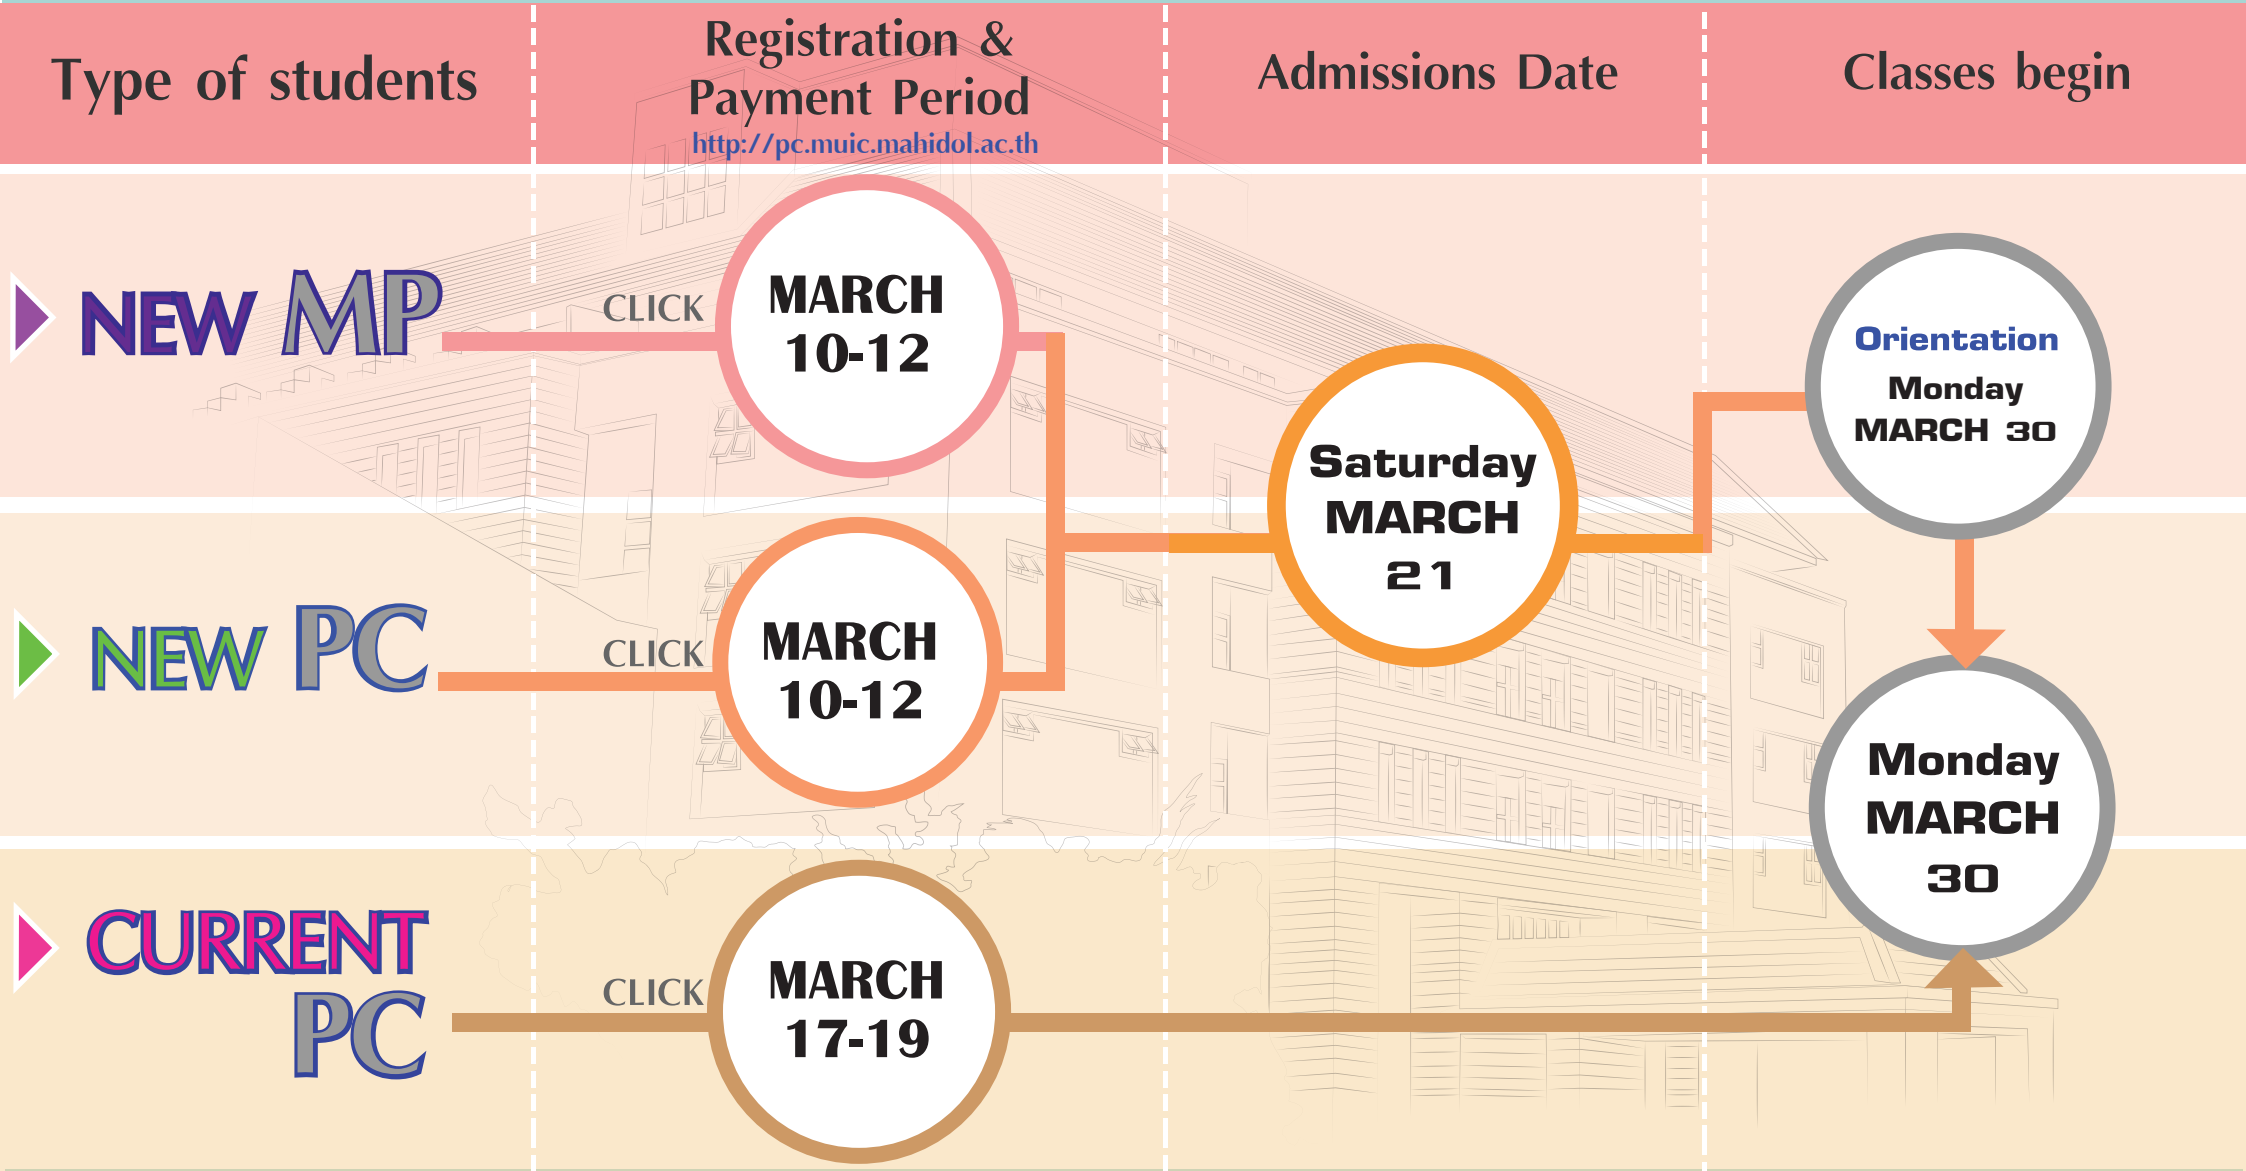 Type of students
Registration &
Payment Period
http://pc.muic.mahidol.ac.th
Admissions Date
Classes begin
NEW MP
CLICK
MARCH
10-12
Saturday
MARCH
21
Orientation
Monday
MARCH 30
NEW PC
CLICK
MARCH
10-12
Monday
MARCH
30
CURRENT
PC
CLICK
MARCH
17-19